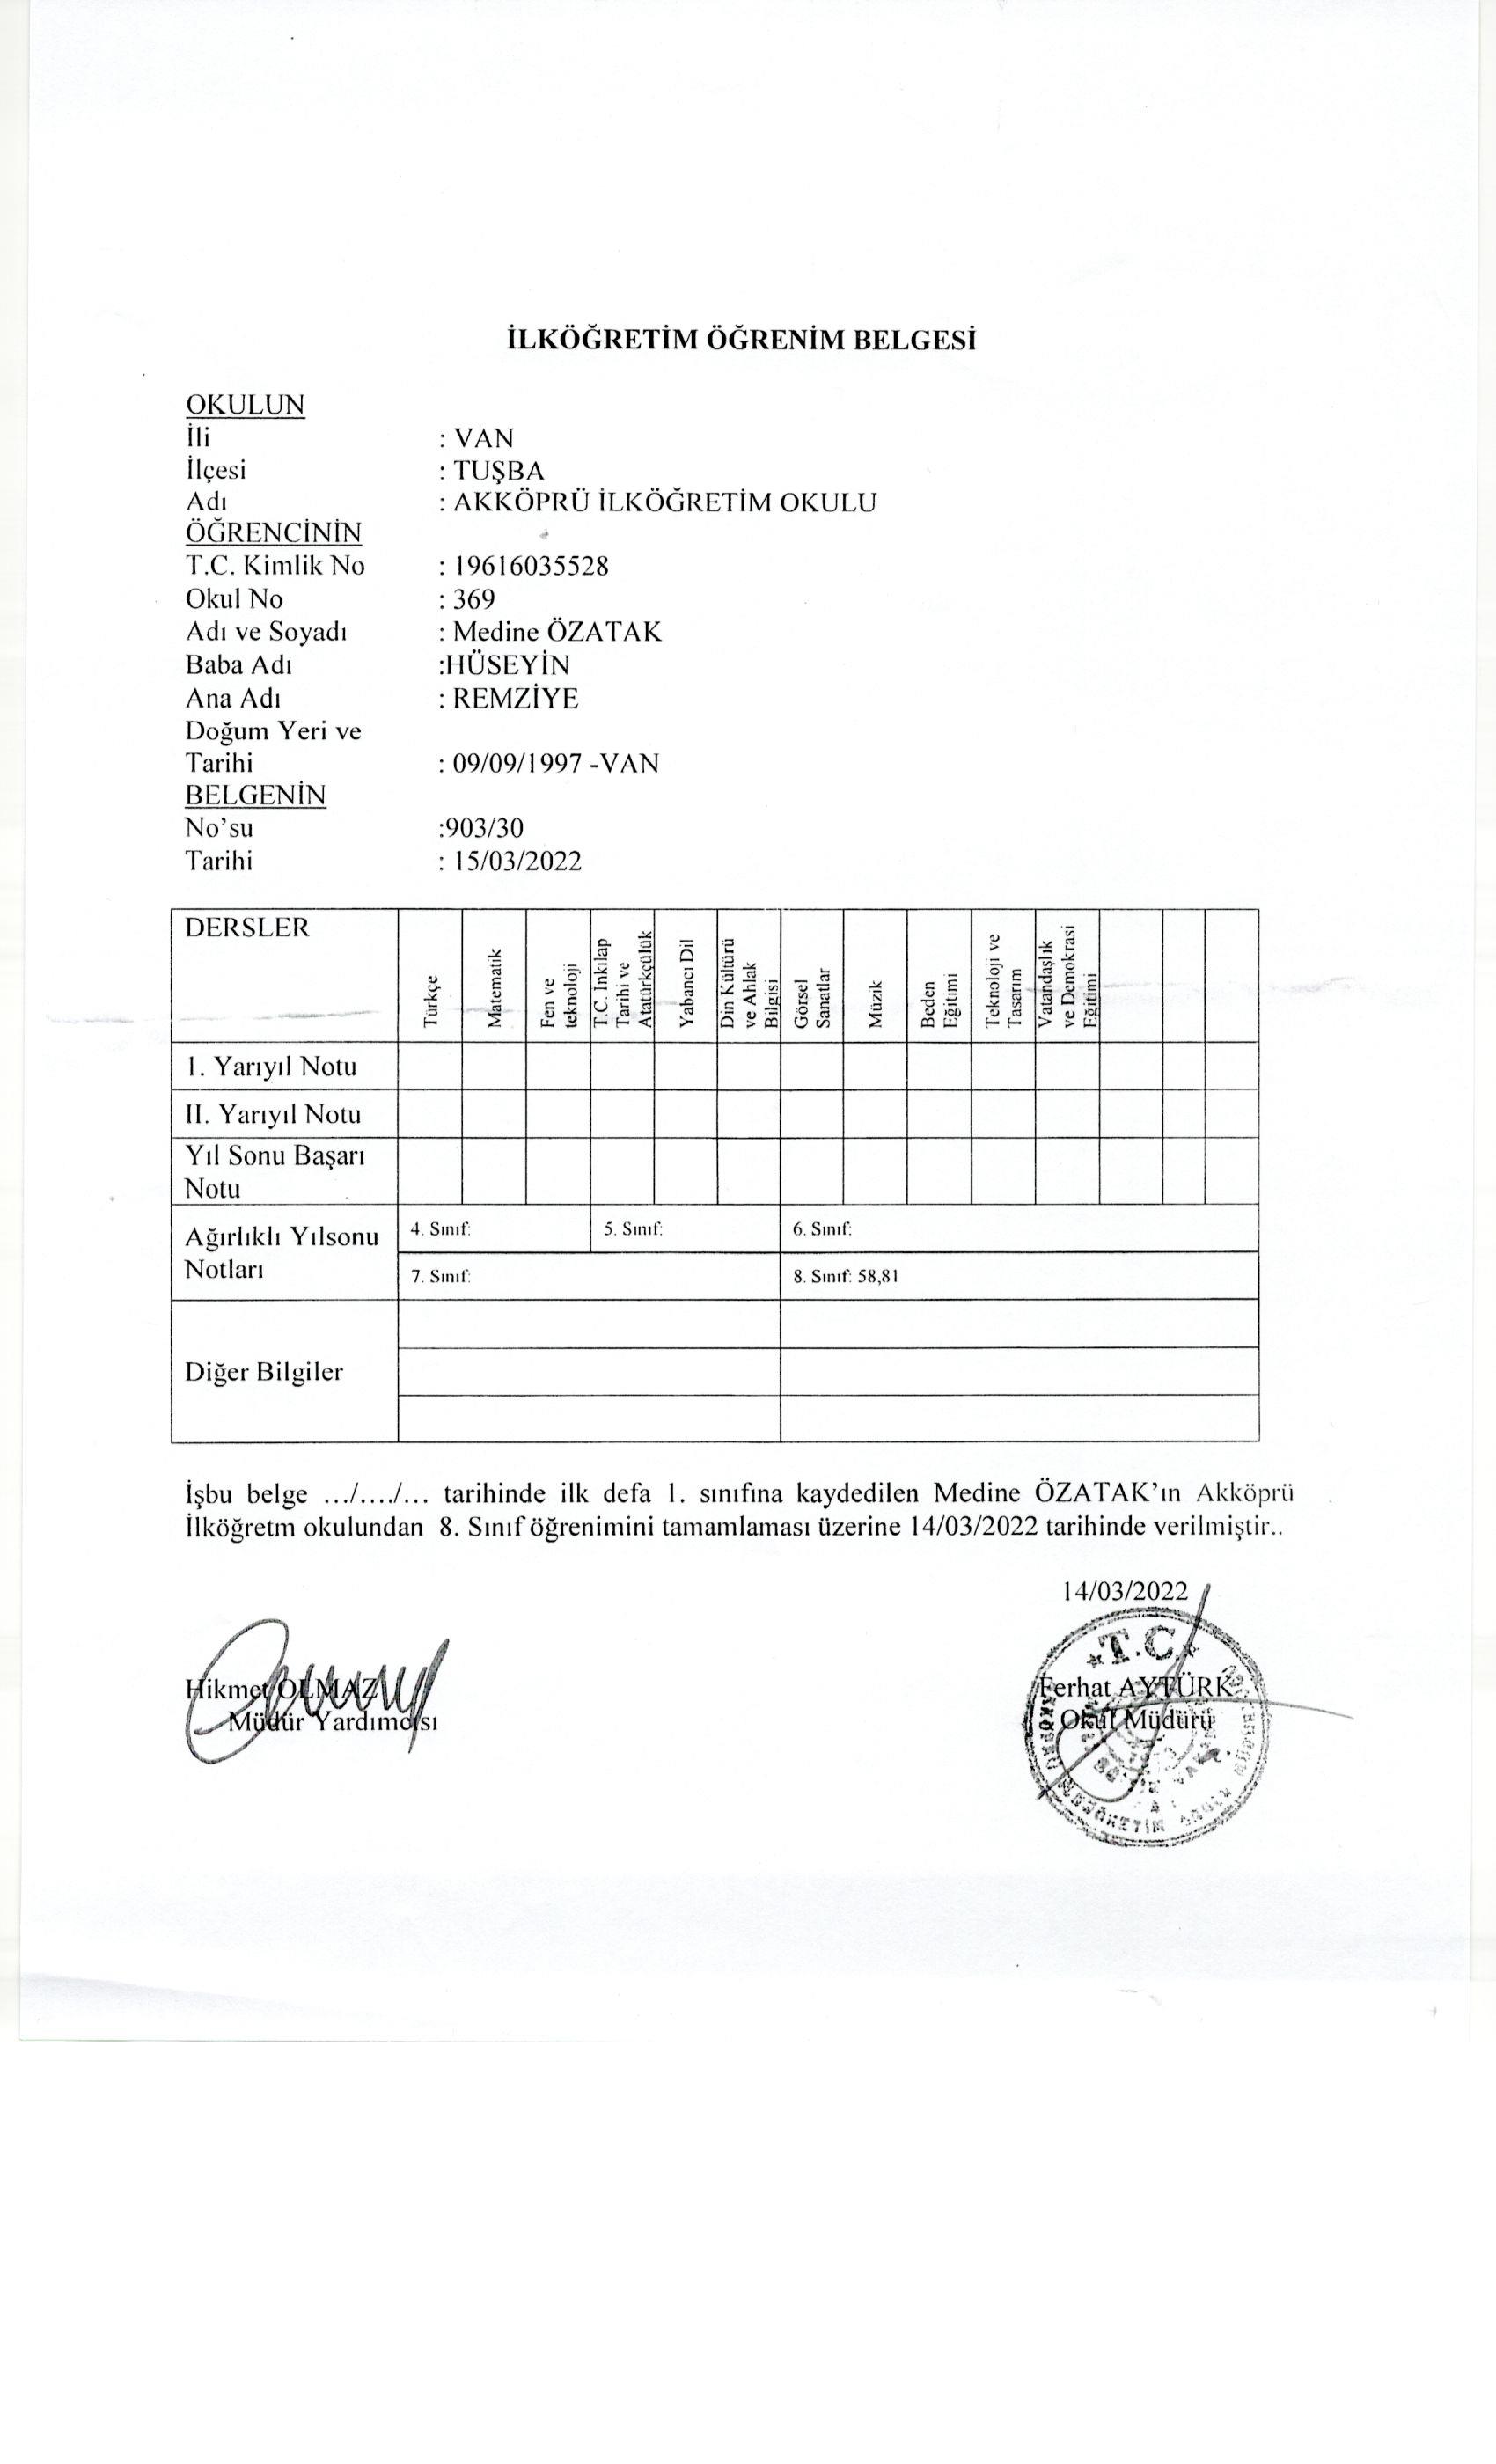 İLKÖĞRETİM ÖĞRENİM BELGESİ
OKULUN
İli : VAN
İlçesi : TUŞBA
Adı : AKKÖPRÜ İLKÖĞRETİM OKULU
ÖĞRENCİNİN
T.C. Kimlik No : 19616035528
Okul No : 369
Adı ve Soyadı : Medine ÖZATAK
Baba Adı :HÜSEYİN
Ana Adı : REMZİYE
Doğum Yeri ve
Tarihi : 09/09/1997 -VAN
BELGENİN
No’su :903/30
Tarihi : 15/03/2022
DERSLER
Türkçe
Matematik
Fen ve
teknoloji
T.C. İnkılap
Tarihi ve
Atatürkçülük
Yabancı Dil
Din Kültürü
ve Ahlak
Bilgisi
Görsel
Sanatlar
Müzik
Beden
Eğitimi
Teknoloji ve
Tasarım
Vatandaşlık
ve Demokrasi
Eğitimi
I. Yarıyıl Notu
II. Yarıyıl Notu
Yıl Sonu Başarı
Notu
Ağırlıklı Yılsonu
Notları
4. Sınıf: 5. Sınıf: 6. Sınıf:
7. Sınıf: 8. Sınıf: 58,81
Diğer Bilgiler
İşbu belge .../..../... tarihinde ilk defa 1. sınıfına kaydedilen Medine ÖZATAK’ın Akköprü
İlköğretm okulundan 8. Sınıf öğrenimini tamamlaması üzerine 14/03/2022 tarihinde verilmiştir..
14/03/2022
Hikmet OLMAZ
Müdür Yardımcısı
T.C.
Ferhat AYTÜRK
Okul Müdürü